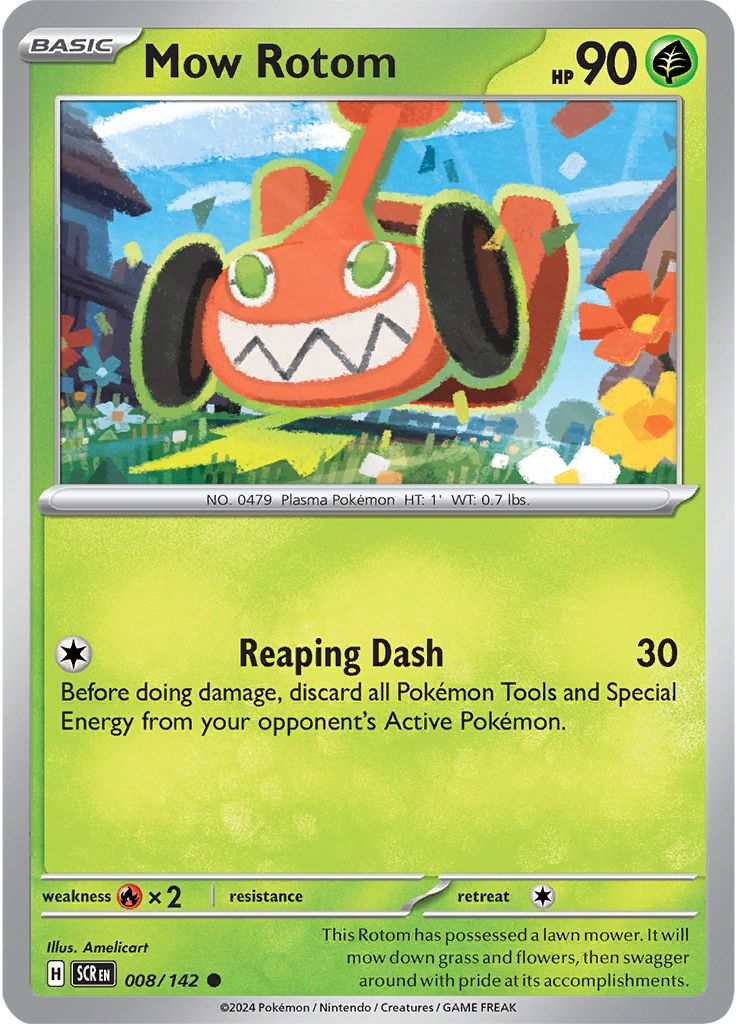 BASIC
Mow Rotom
HP 90
NO. 0479 Plasma Pokémon HT: 1' WT: 0.7 lbs.
Reaping Dash 30
Before doing damage, discard all Pokémon Tools and Special
Energy from your opponent's Active Pokémon.
weakness ×2 resistance retreat
Illus. Amelicart
This Rotom has possessed a lawn mower. It will
mow down grass and flowers, then swagger
around with pride at its accomplishments.
H SCR EN 008/142
©2024 Pokémon / Nintendo / Creatures / GAME FREAK